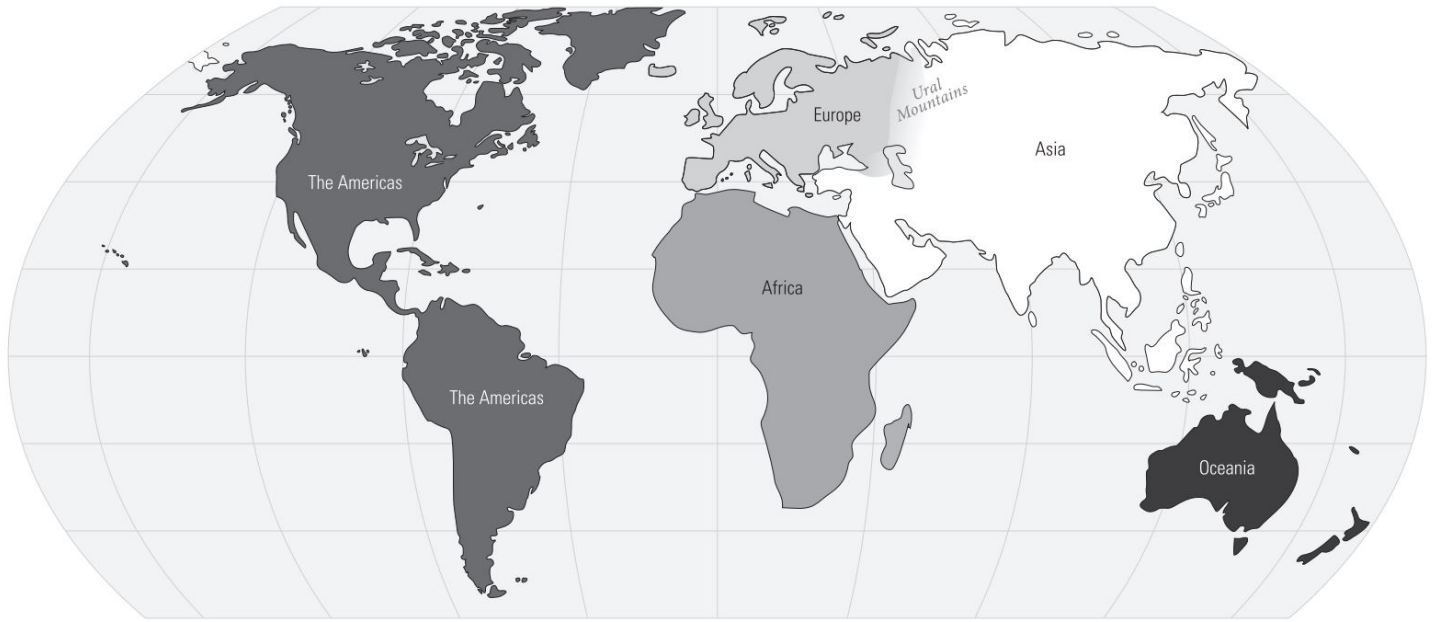 Ural
Mountains
Europe
Asia
The Americas
Africa
The Americas
Oceania